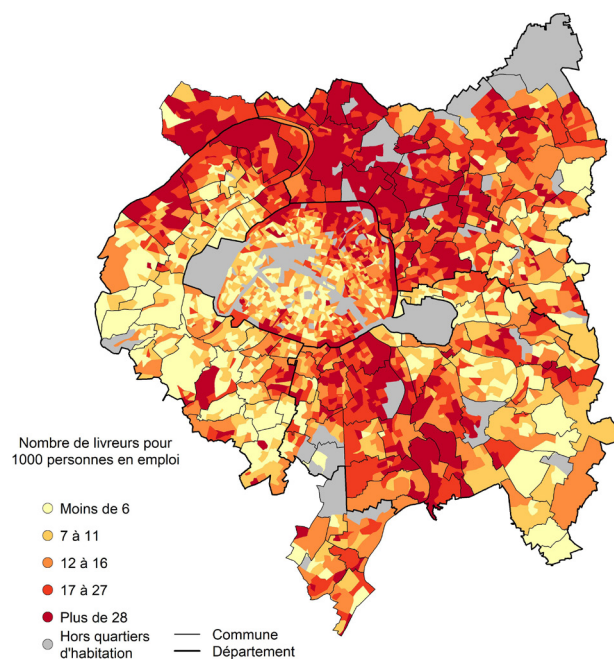 Nombre de livreurs pour
1000 personnes en emploi
Moins de 6
7 à 11
12 à 16
17 à 27
Plus de 28
Hors quartiers
d'habitation
Commune
Département